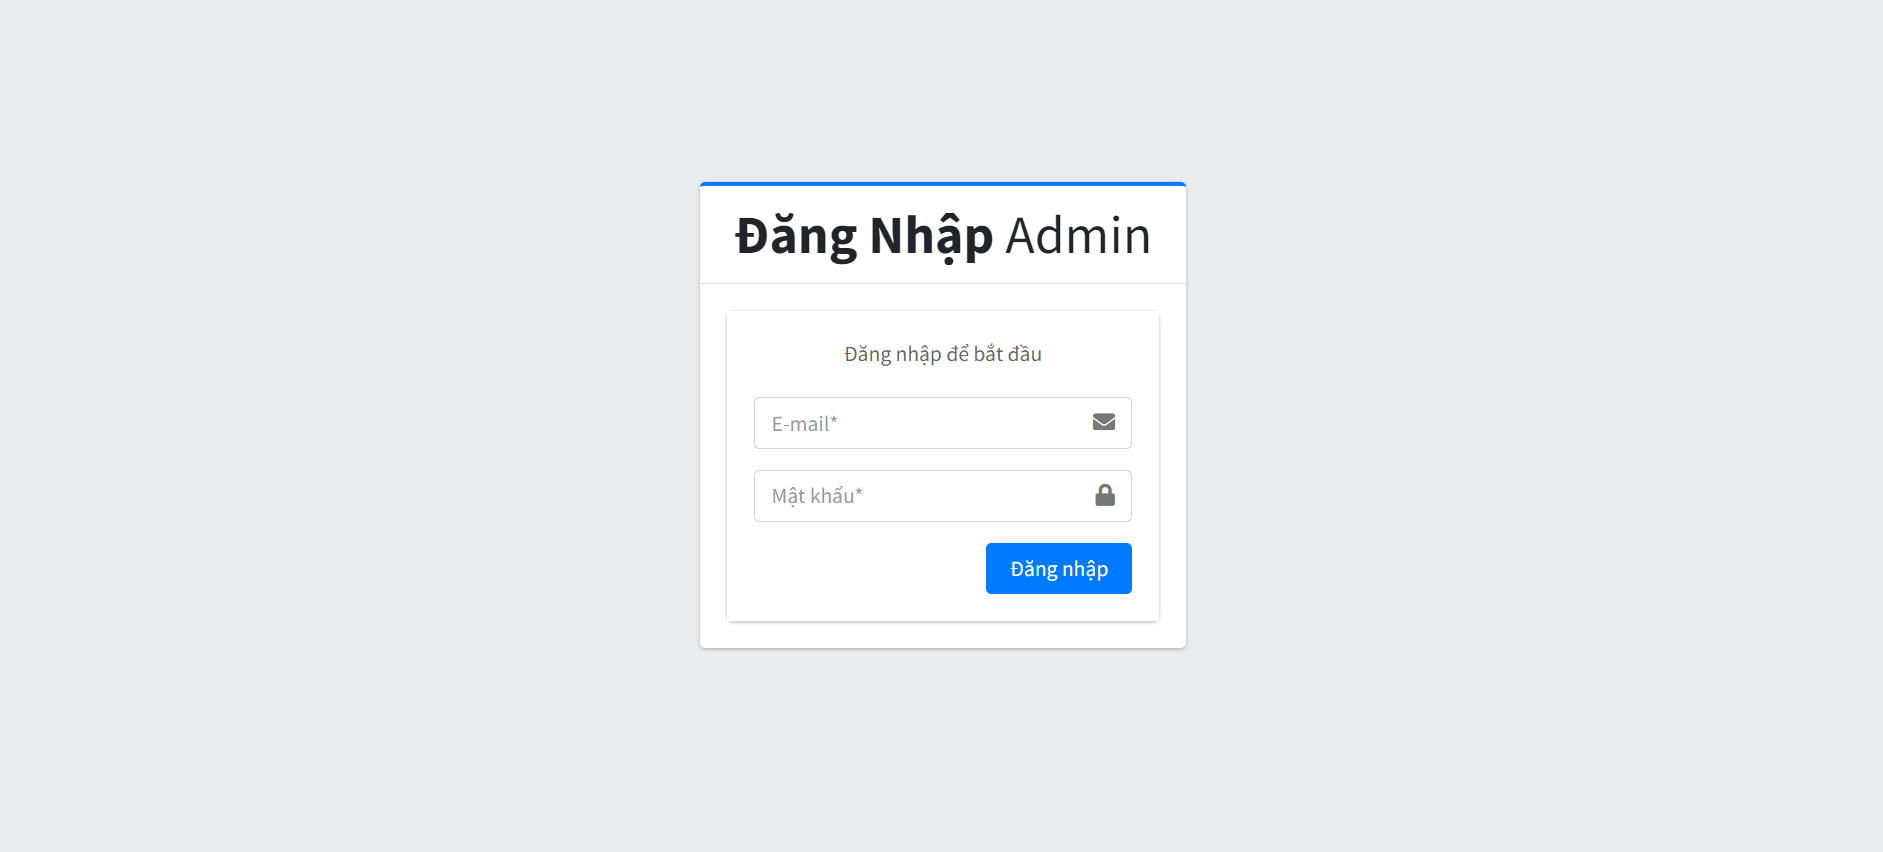 Đăng Nhập Admin
Đăng nhập để bắt đầu
E-mail*
Mật khẩu*
Đăng nhập